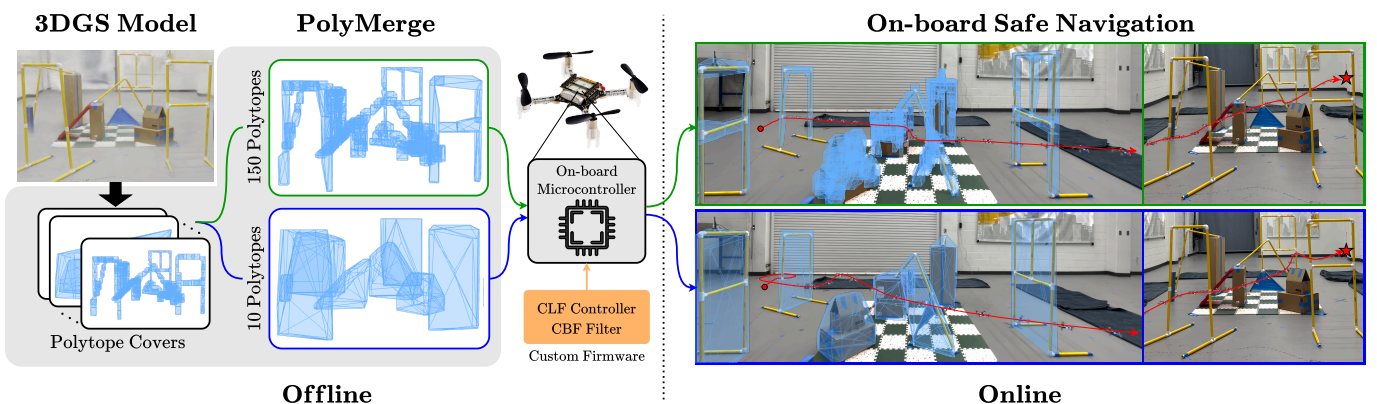 3DGS Model
PolyMerge
On-board Safe Navigation
150 Polytopes
10 Polytopes
Polytope Covers
On-board
Microcontroller
CLF Controller
CBF Filter
Custom Firmware
Offline
Online